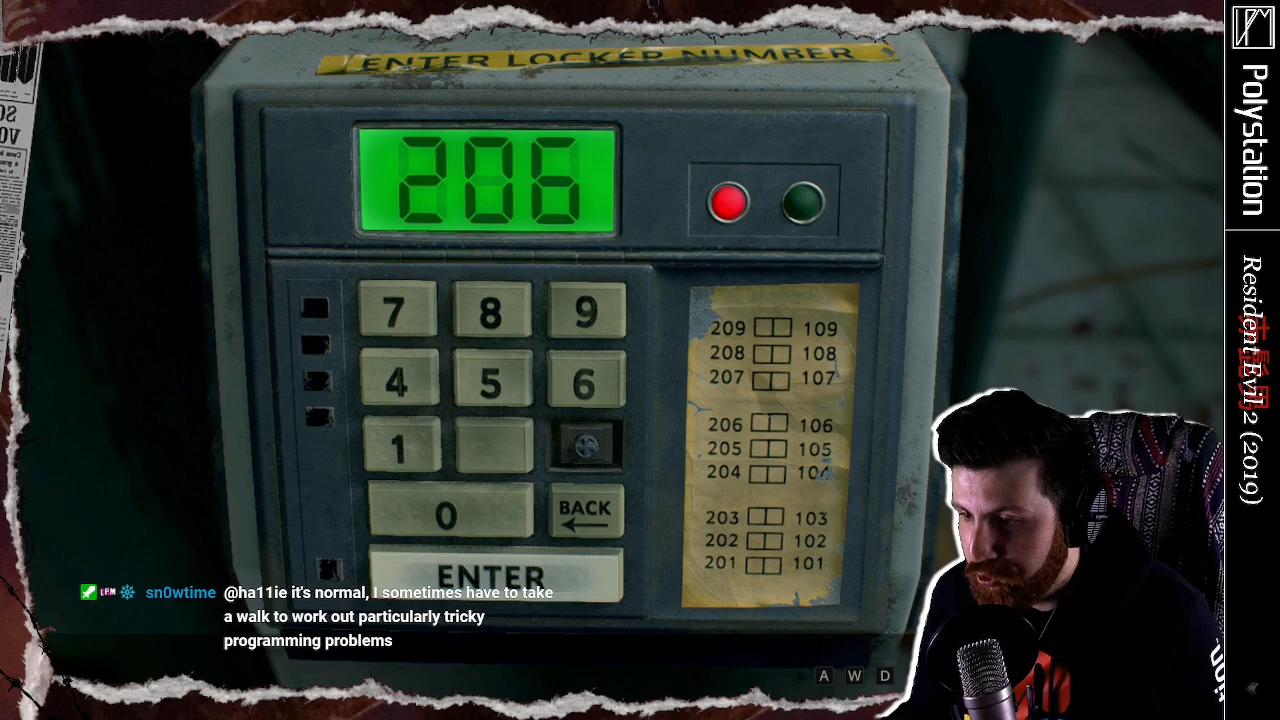 ENTER LOCKER NUMBER
206
7 8 9
4 5 6
1
0 BACK
ENTER
209 109
208 108
207 107
206 106
205 105
204 104
203 103
202 102
201 101
sn0wtime @ha11ie it's normal, I sometimes have to take
a walk to work out particularly tricky
programming problems
A W D
Polystation
Resident Evil 2 (2019)